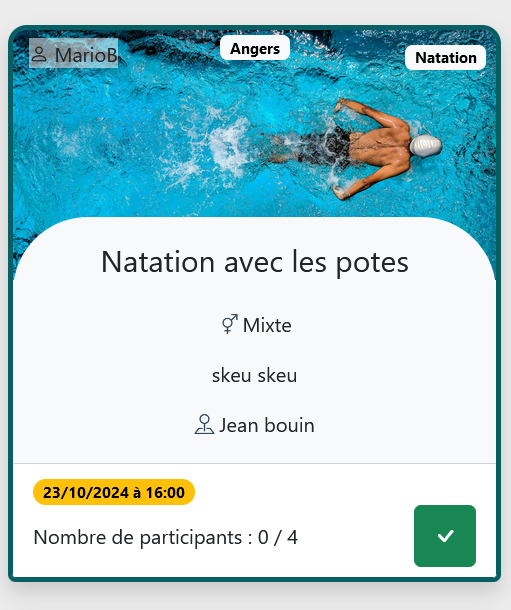 MarioB
Angers
Natation
Natation avec les potes
Mixte
skeu skeu
Jean bouin
23/10/2024 à 16:00
Nombre de participants : 0 / 4